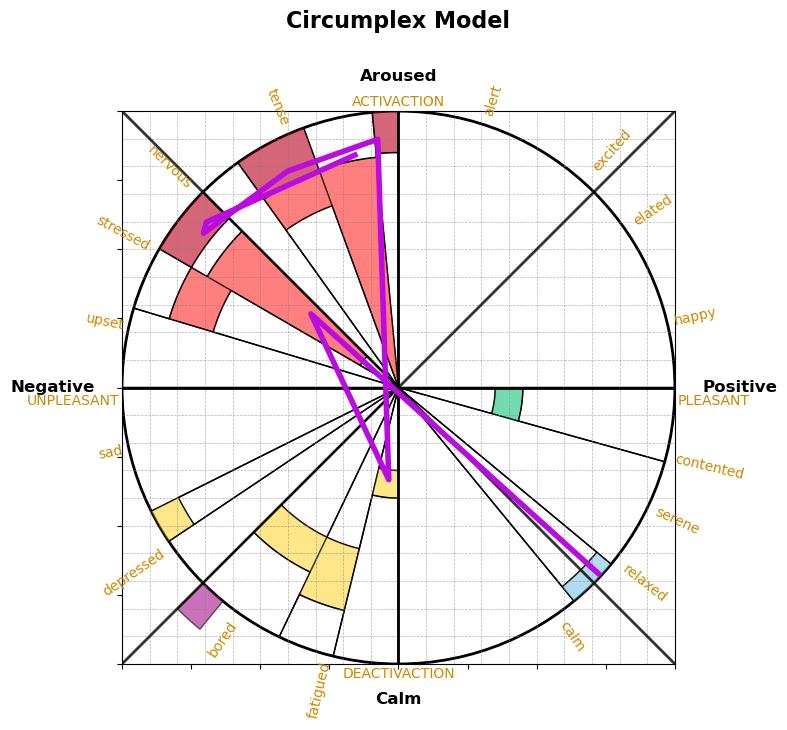 Circumplex Model
Aroused
ACTIVACTION
tense
alert
nervous
excited
stressed
elated
upset
happy
Negative
Positive
UNPLEASANT
PLEASANT
sad
contented
serene
depressed
relaxed
bored
calm
fatigued
DEACTIVACTION
Calm